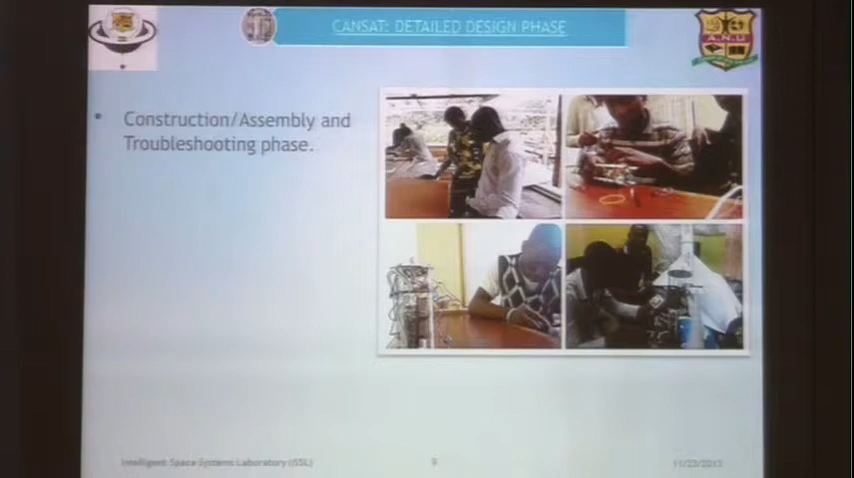 CANSAT: DETAILED DESIGN PHASE
A.N.U
• Construction/Assembly and
Troubleshooting phase.
Intelligent Space Systems Laboratory (ISSL)
9